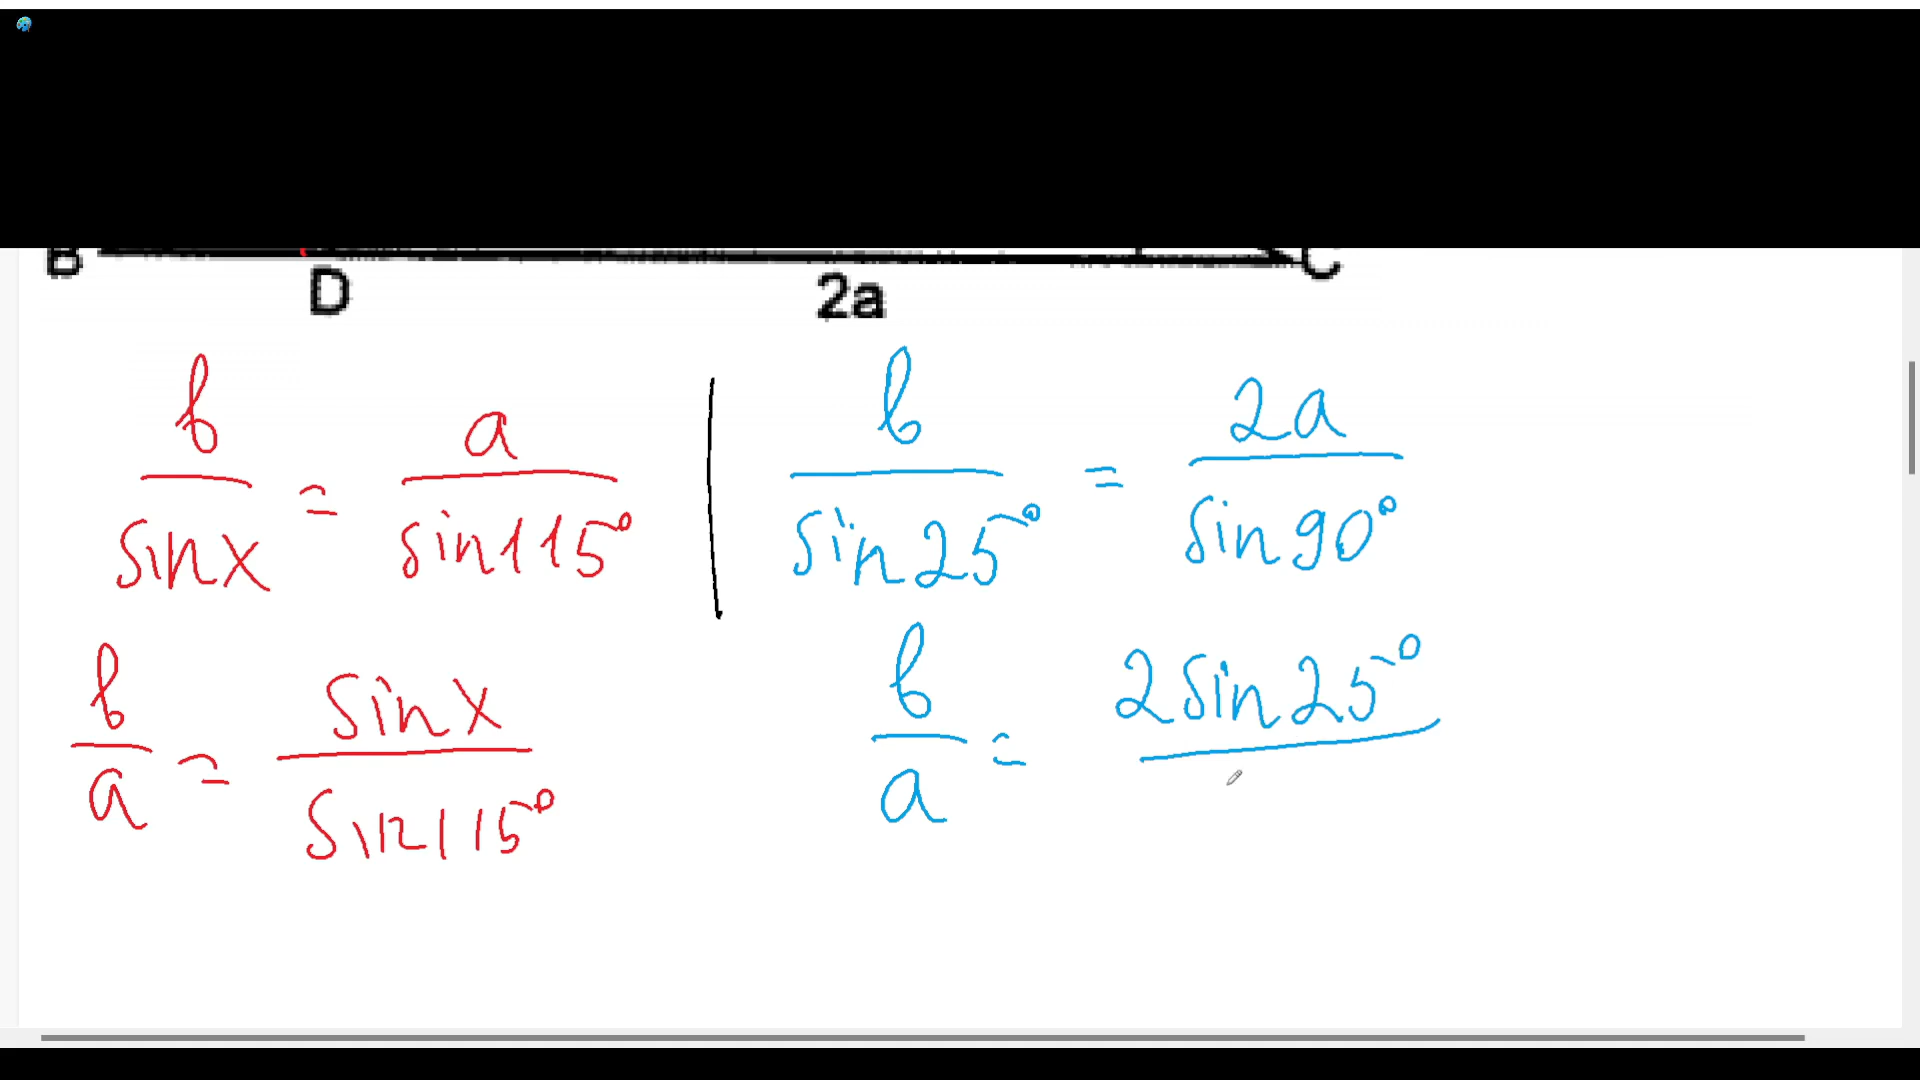 B C
D 2a
b/sinx = a/sin115° | b/sin25° = 2a/sin90°
b/a = sinx/sin115° b/a = 2sin25°/